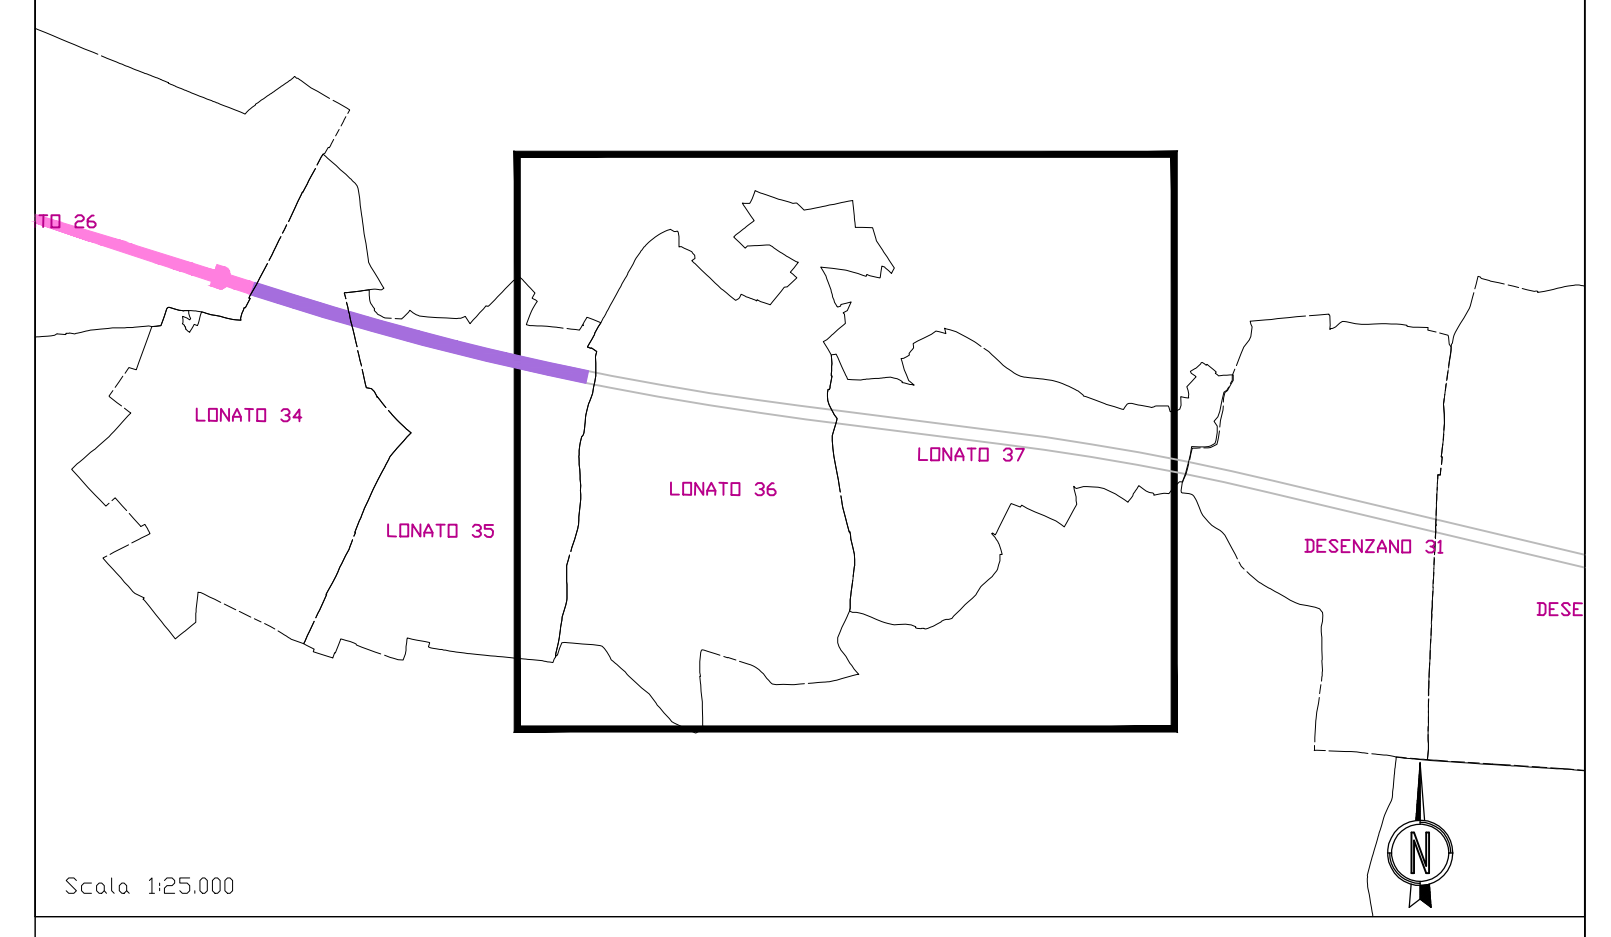 TO 26
LONATO 34
LONATO 35
LONATO 36
LONATO 37
DESENZANO 31
DESE
N
Scala 1:25.000